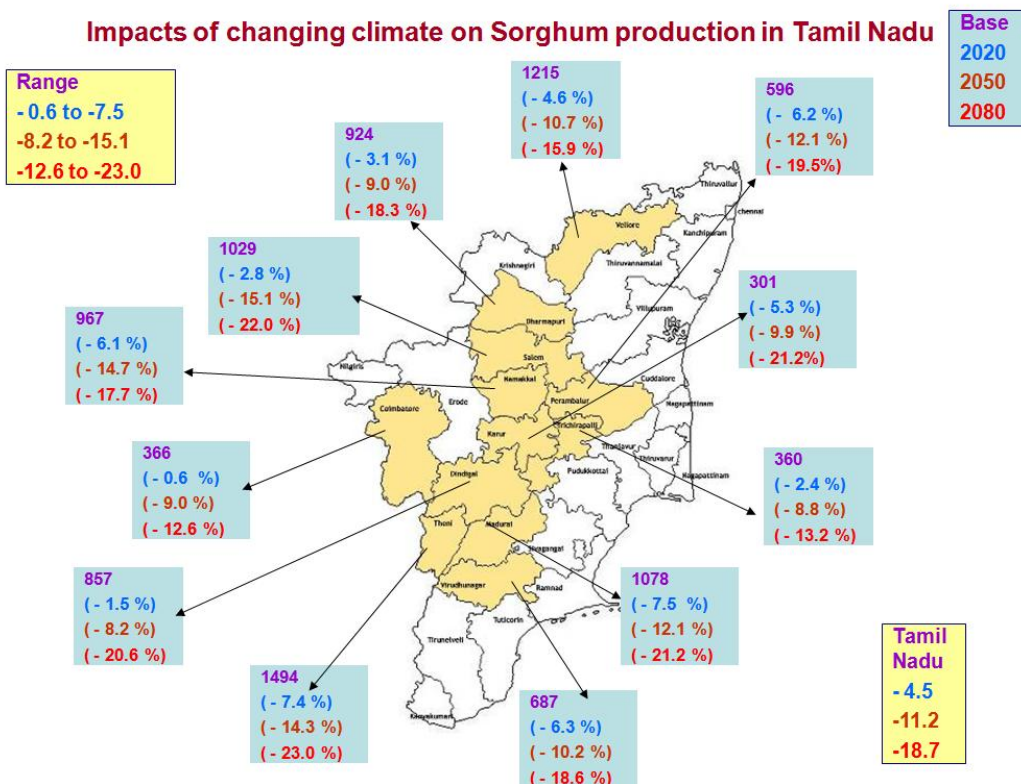 Impacts of changing climate on Sorghum production in Tamil Nadu
Base
2020
2050
2080
Range
- 0.6 to -7.5
-8.2 to -15.1
-12.6 to -23.0
1215
( - 4.6 %)
( - 10.7 %)
( - 15.9 %)
596
( - 6.2 %)
( - 12.1 %)
( - 19.5%)
924
( - 3.1 %)
( - 9.0 %)
( - 18.3 %)
1029
( - 2.8 %)
( - 15.1 %)
( - 22.0 %)
301
( - 5.3 %)
( - 9.9 %)
( - 21.2%)
967
( - 6.1 %)
( - 14.7 %)
( - 17.7 %)
366
( - 0.6 %)
( - 9.0 %)
( - 12.6 %)
360
( - 2.4 %)
( - 8.8 %)
( - 13.2 %)
857
( - 1.5 %)
( - 8.2 %)
( - 20.6 %)
1078
( - 7.5 %)
( - 12.1 %)
( - 21.2 %)
1494
( - 7.4 %)
( - 14.3 %)
( - 23.0 %)
687
( - 6.3 %)
( - 10.2 %)
( - 18.6 %)
Tamil
Nadu
- 4.5
-11.2
-18.7
Thiruvallur
chennai
Kanchipuram
Vellore
Thiruvannamalai
Krishnagiri
Dharmapuri
Villupuram
Salem
Namakkal
Nilgiris
Erode
Coimbatore
Perambalur
Cuddalore
Nagapattinam
Karur
Trichirapalli
Thanjavur
Thiruvarur
Nagapattinam
Pudukkottai
Dindigal
Theni
Madurai
Sivagangai
Virudhunagar
Ramnad
Tuticorin
Tirunelveli